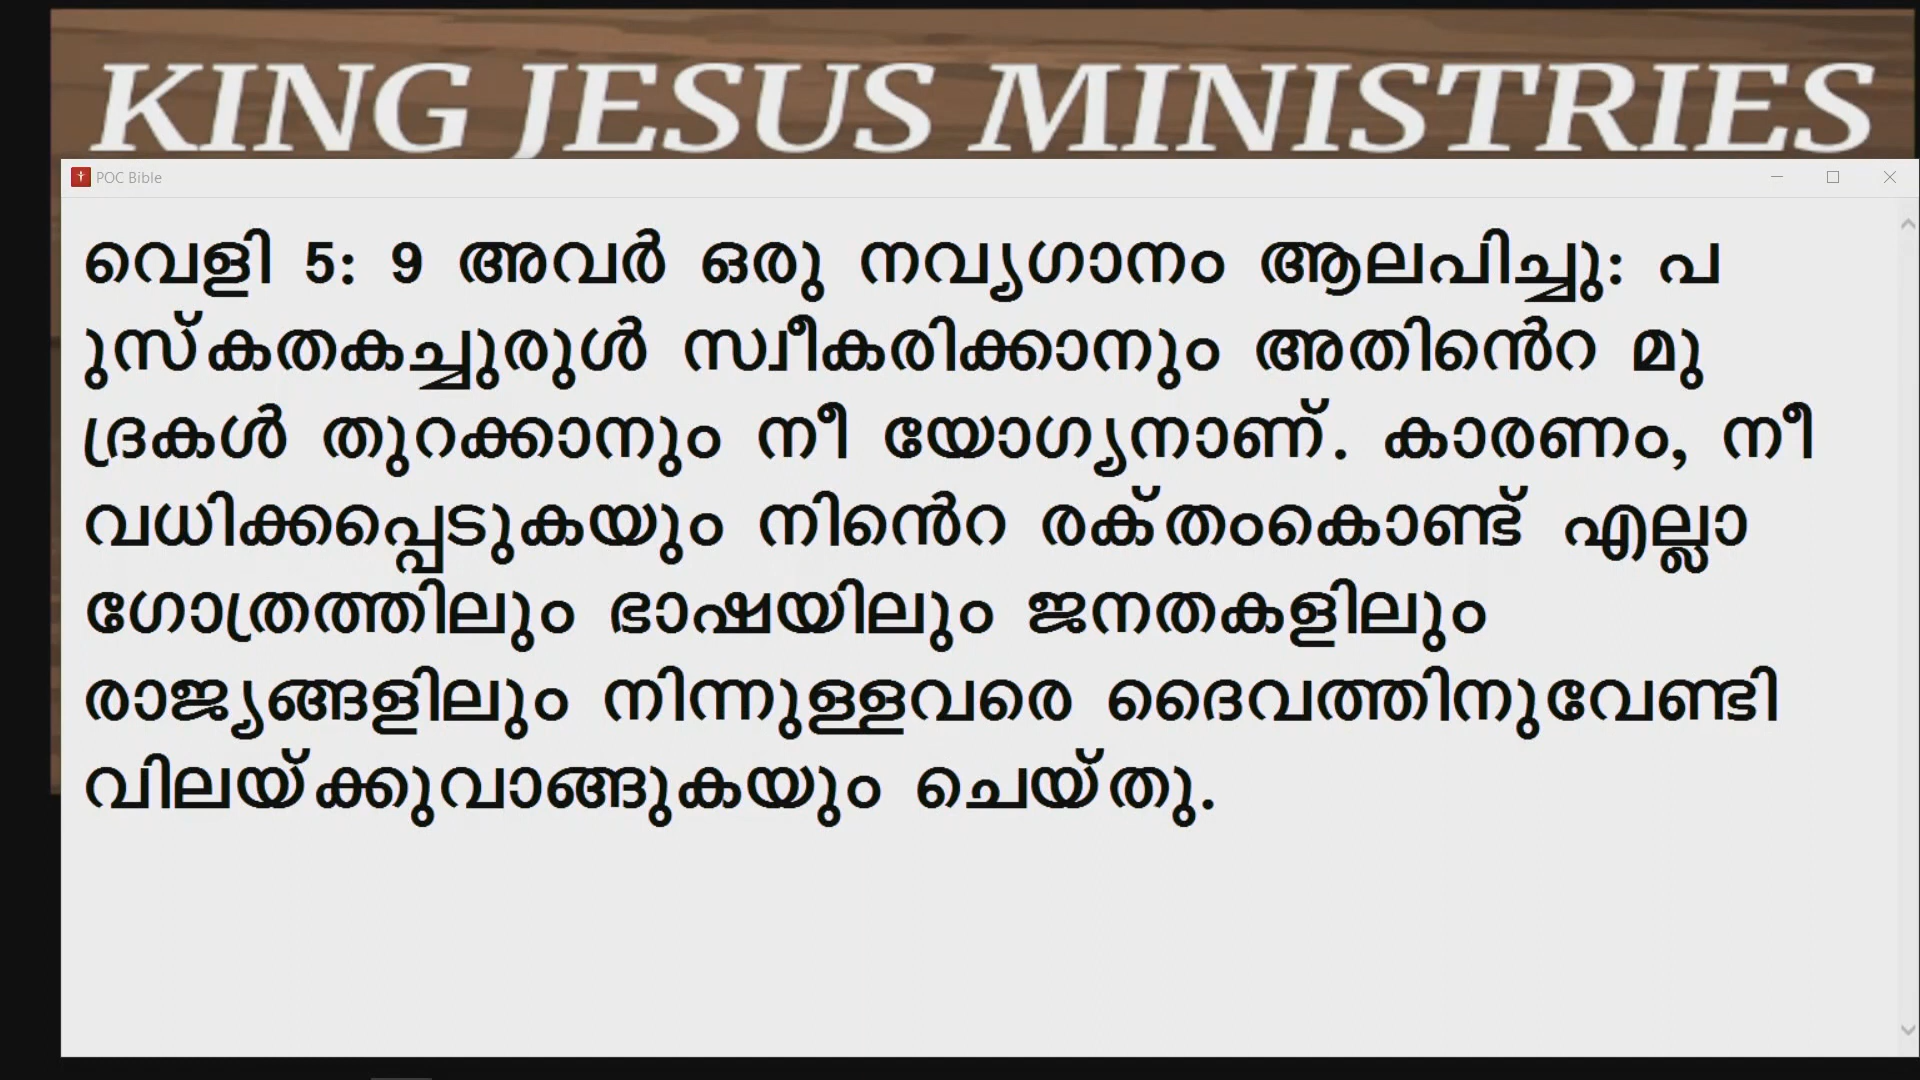 KING JESUS MINISTRIES
POC Bible
വെളി 5: 9 അവർ ഒരു നവ്യഗാനം ആലപിച്ചു: പ
ുസ്കതകച്ചുരുൾ സ്വീകരിക്കാനും അതിൻെറ മു
ദ്രകൾ തുറക്കാനും നീ യോഗ്യനാണ്. കാരണം, നീ
വധിക്കപ്പെടുകയും നിൻെറ രക്തംകൊണ്ട് എല്ലാ
ഗോത്രത്തിലും ഭാഷയിലും ജനതകളിലും
രാജ്യങ്ങളിലും നിന്നുള്ളവരെ ദൈവത്തിനുവേണ്ടി
വിലയ്ക്കുവാങ്ങുകയും ചെയ്തു.